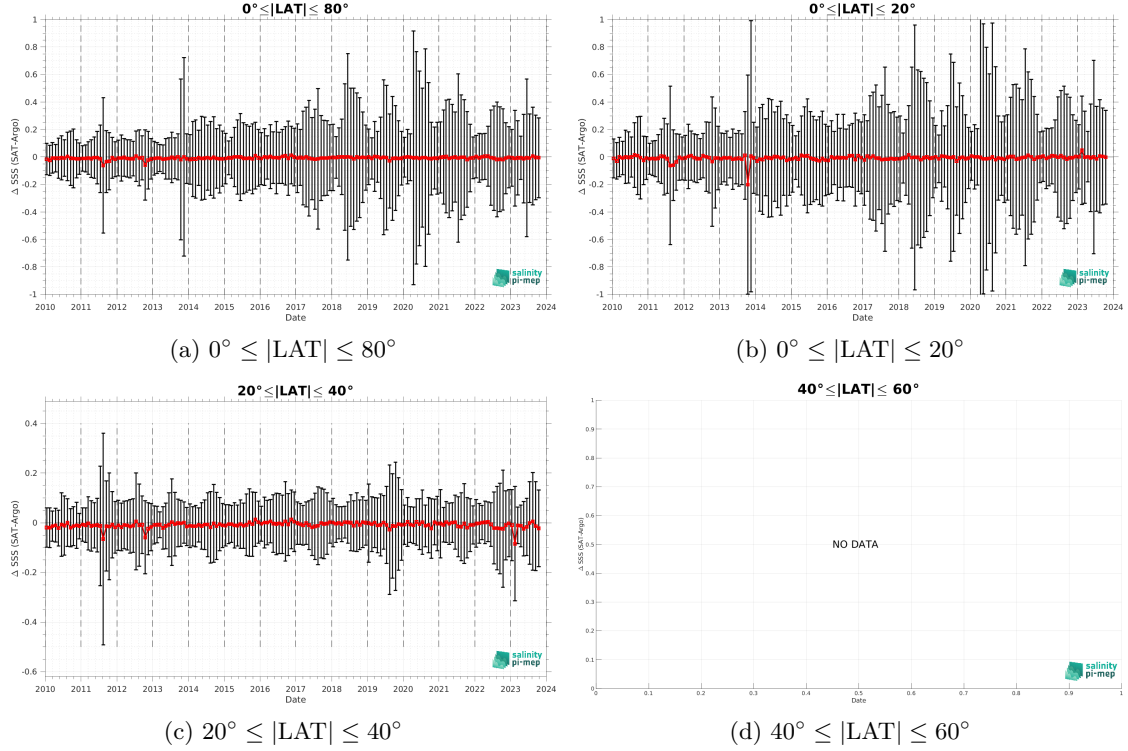 0°≤|LAT|≤ 80°
Δ SSS (SAT-Argo)
1
0.8
0.6
0.4
0.2
0
-0.2
-0.4
-0.6
-0.8
-1
2010 2011 2012 2013 2014 2015 2016 2017 2018 2019 2020 2021 2022 2023 2024
Date
salinity
pi-mep
(a) 0° ≤ |LAT| ≤ 80°
0°≤|LAT|≤ 20°
Δ SSS (SAT-Argo)
1
0.8
0.6
0.4
0.2
0
-0.2
-0.4
-0.6
-0.8
-1
2010 2011 2012 2013 2014 2015 2016 2017 2018 2019 2020 2021 2022 2023 2024
Date
salinity
pi-mep
(b) 0° ≤ |LAT| ≤ 20°
20°≤|LAT|≤ 40°
Δ SSS (SAT-Argo)
0.4
0.2
0
-0.2
-0.4
-0.6
2010 2011 2012 2013 2014 2015 2016 2017 2018 2019 2020 2021 2022 2023 2024
Date
salinity
pi-mep
(c) 20° ≤ |LAT| ≤ 40°
40°≤|LAT|≤ 60°
Δ SSS (SAT-Argo)
1
0.9
0.8
0.7
0.6
0.5
0.4
0.3
0.2
0.1
0
NO DATA
0 0.1 0.2 0.3 0.4 0.5 0.6 0.7 0.8 0.9 1
Date
salinity
pi-mep
(d) 40° ≤ |LAT| ≤ 60°